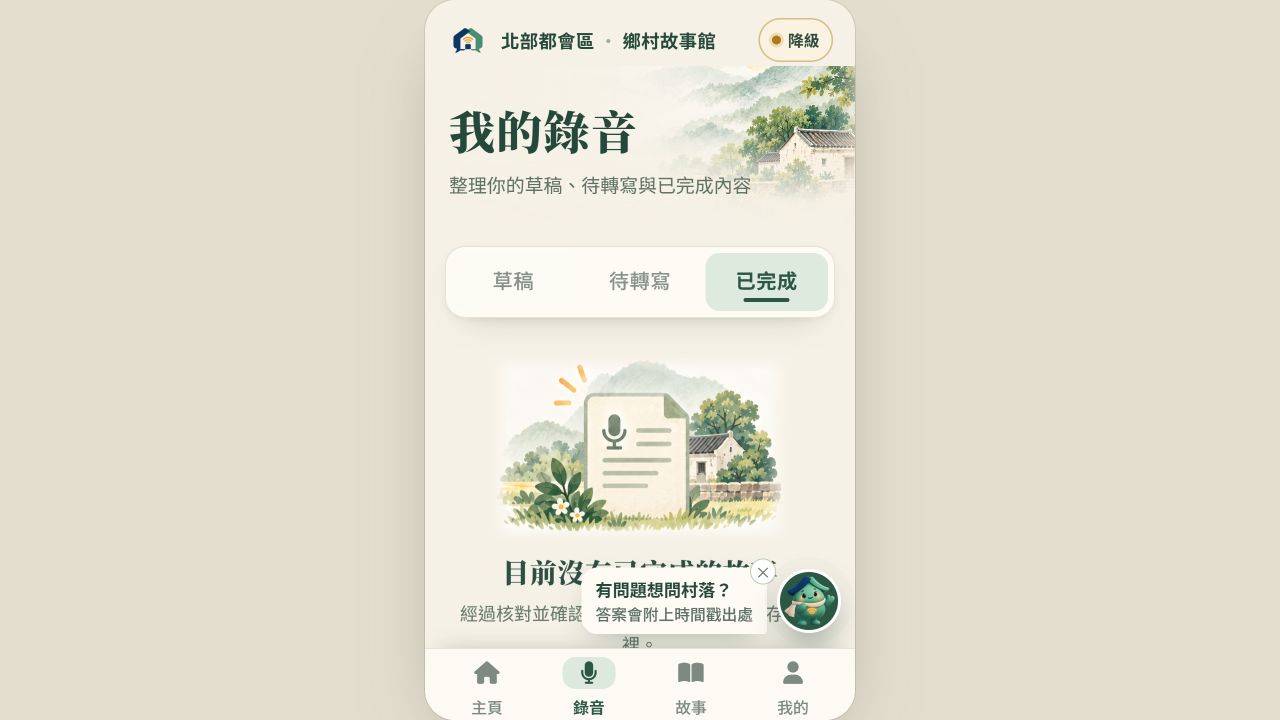 北部都會區 • 鄉村故事館
降級
我的錄音
整理你的草稿、待轉寫與已完成內容
草稿
待轉寫
已完成
目前沒有已完成的故事
有問題想問村落？
經過核對並確認
答案會附上時間戳出處
存
裡。
主頁
錄音
故事
我的